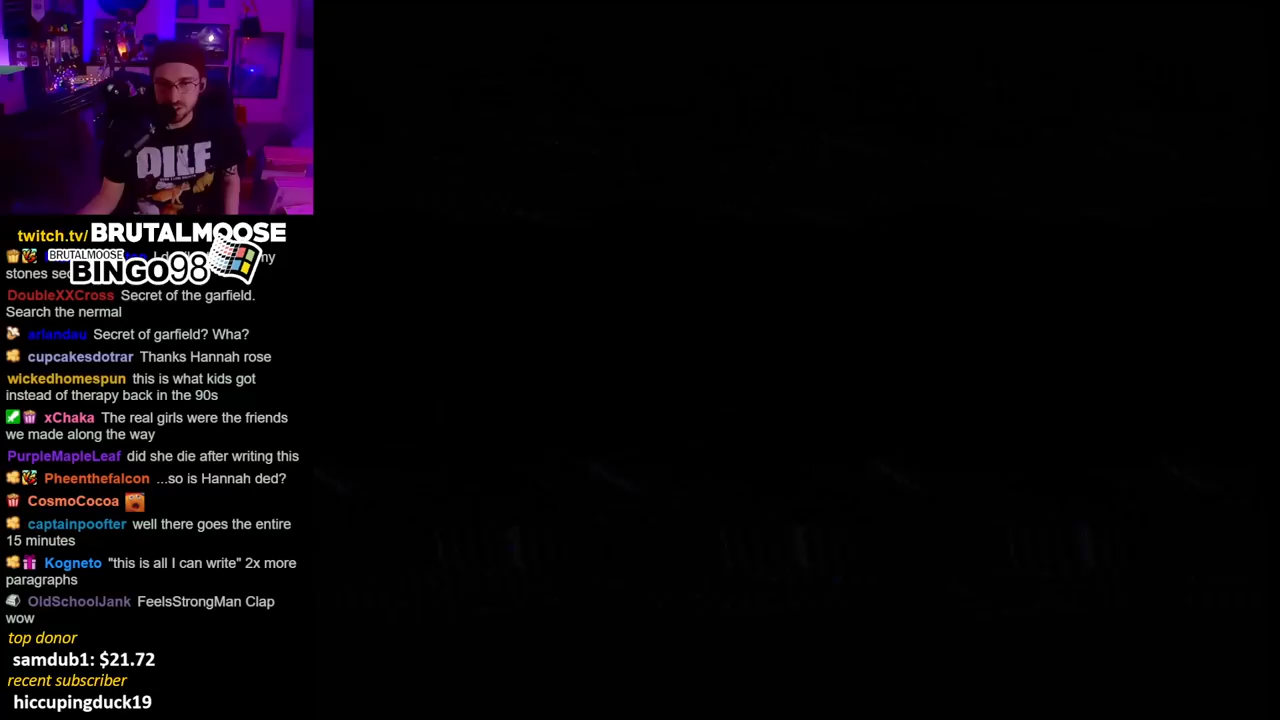 DILF
twitch.tv/BRUTALMOOSE
BRUTALMOOSE
BINGO98
stones
DoubleXXCross Secret of the garfield.
Search the nermal
arlandau Secret of garfield? Wha?
cupcakesdotrar Thanks Hannah rose
wickedhomespun this is what kids got
instead of therapy back in the 90s
xChaka The real girls were the friends
we made along the way
PurpleMapleLeaf did she die after writing this
Pheenthefalcon ...so is Hannah ded?
CosmoCocoa
captainpoofter well there goes the entire
15 minutes
Kogneto "this is all I can write" 2x more
paragraphs
OldSchoolJank FeelsStrongMan Clap
wow
top donor
samdub1: $21.72
recent subscriber
hiccupingduck19